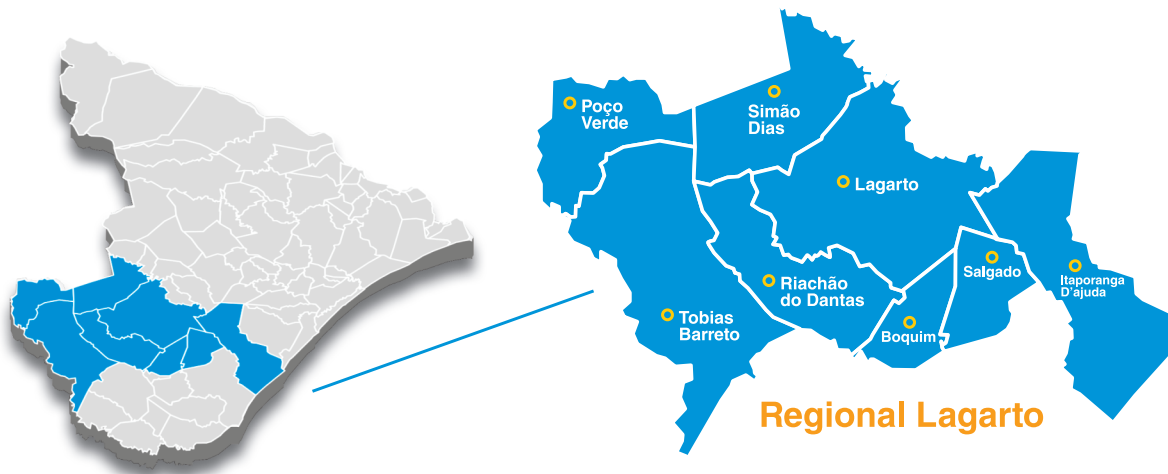 Poço
Verde
Simão
Dias
Lagarto
Salgado
Itaporanga
D'ajuda
Riachão
do Dantas
Tobias
Barreto
Boquim
Regional Lagarto